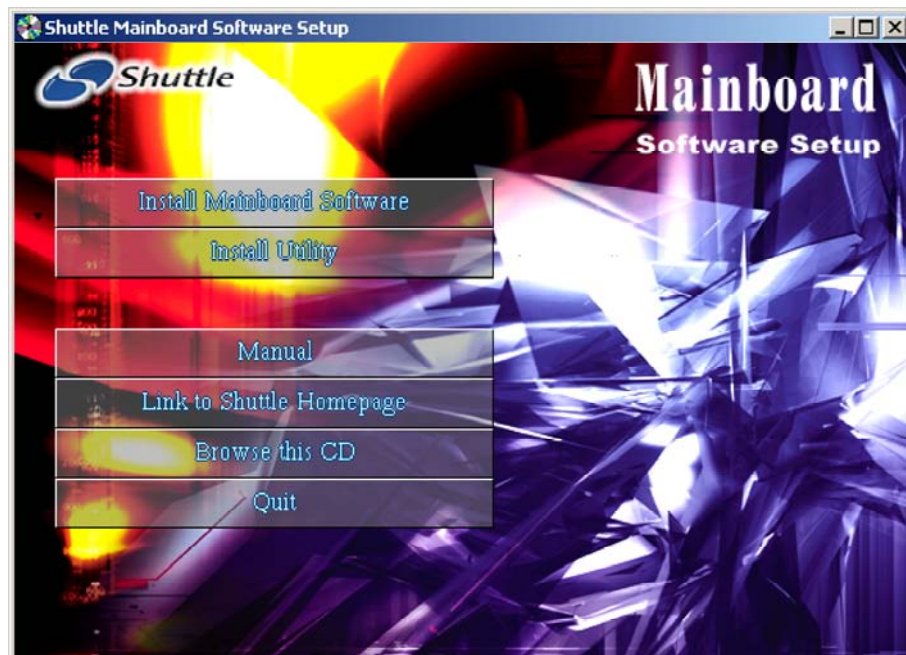 Shuttle Mainboard Software Setup
Shuttle
Mainboard
Software Setup
Install Mainboard Software
Install Utility
Manual
Link to Shuttle Homepage
Browse this CD
Quit